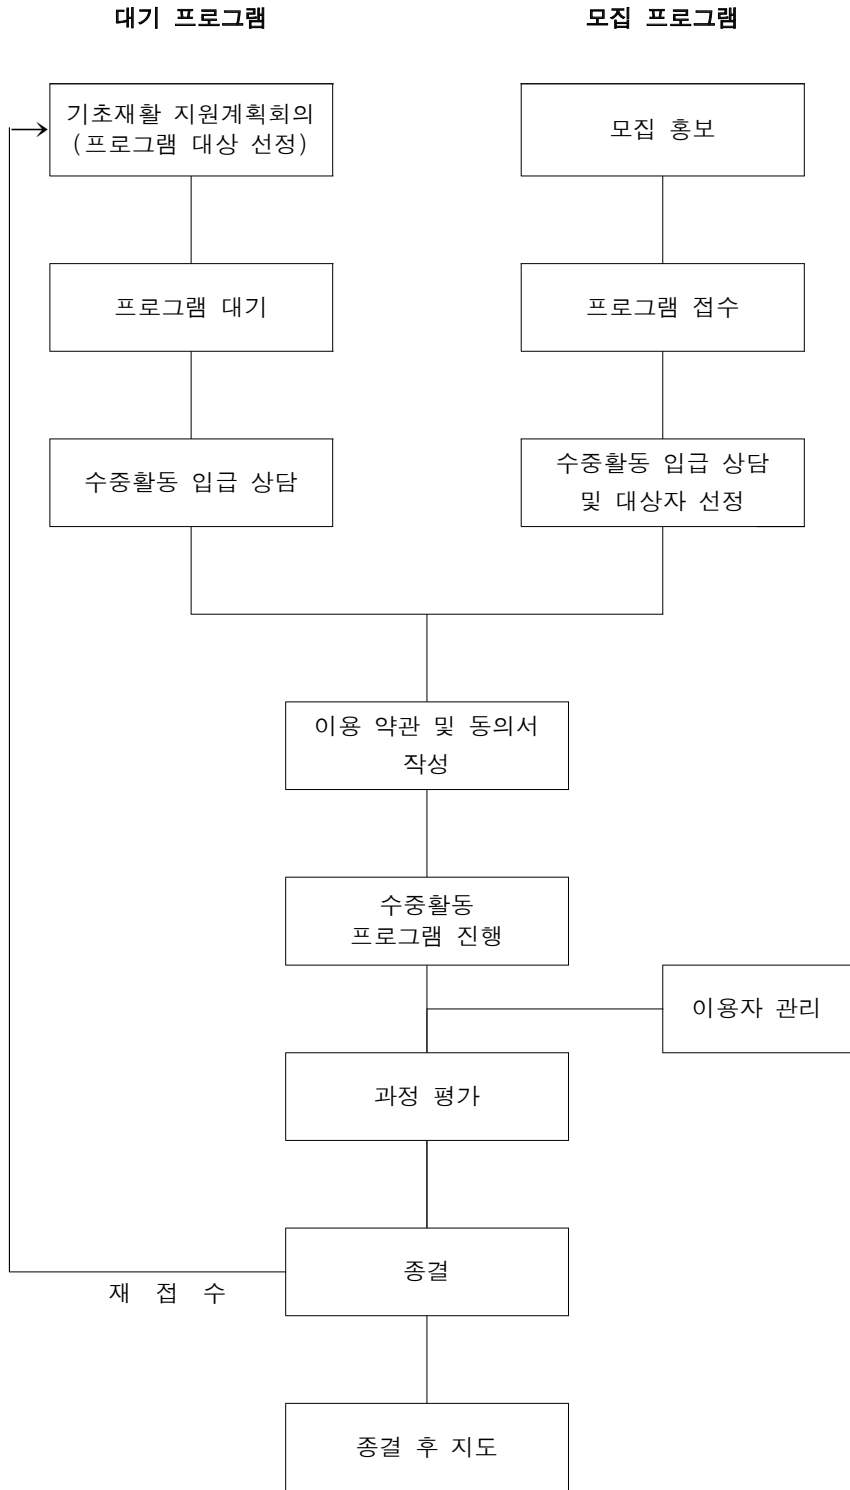 대기 프로그램
모집 프로그램
기초재활 지원계획회의
(프로그램 대상 선정)
모집 홍보
프로그램 대기
프로그램 접수
수중활동 입급 상담
수중활동 입급 상담
및 대상자 선정
이용 약관 및 동의서
작성
수중활동
프로그램 진행
이용자 관리
과정 평가
종결
재 접 수
종결 후 지도